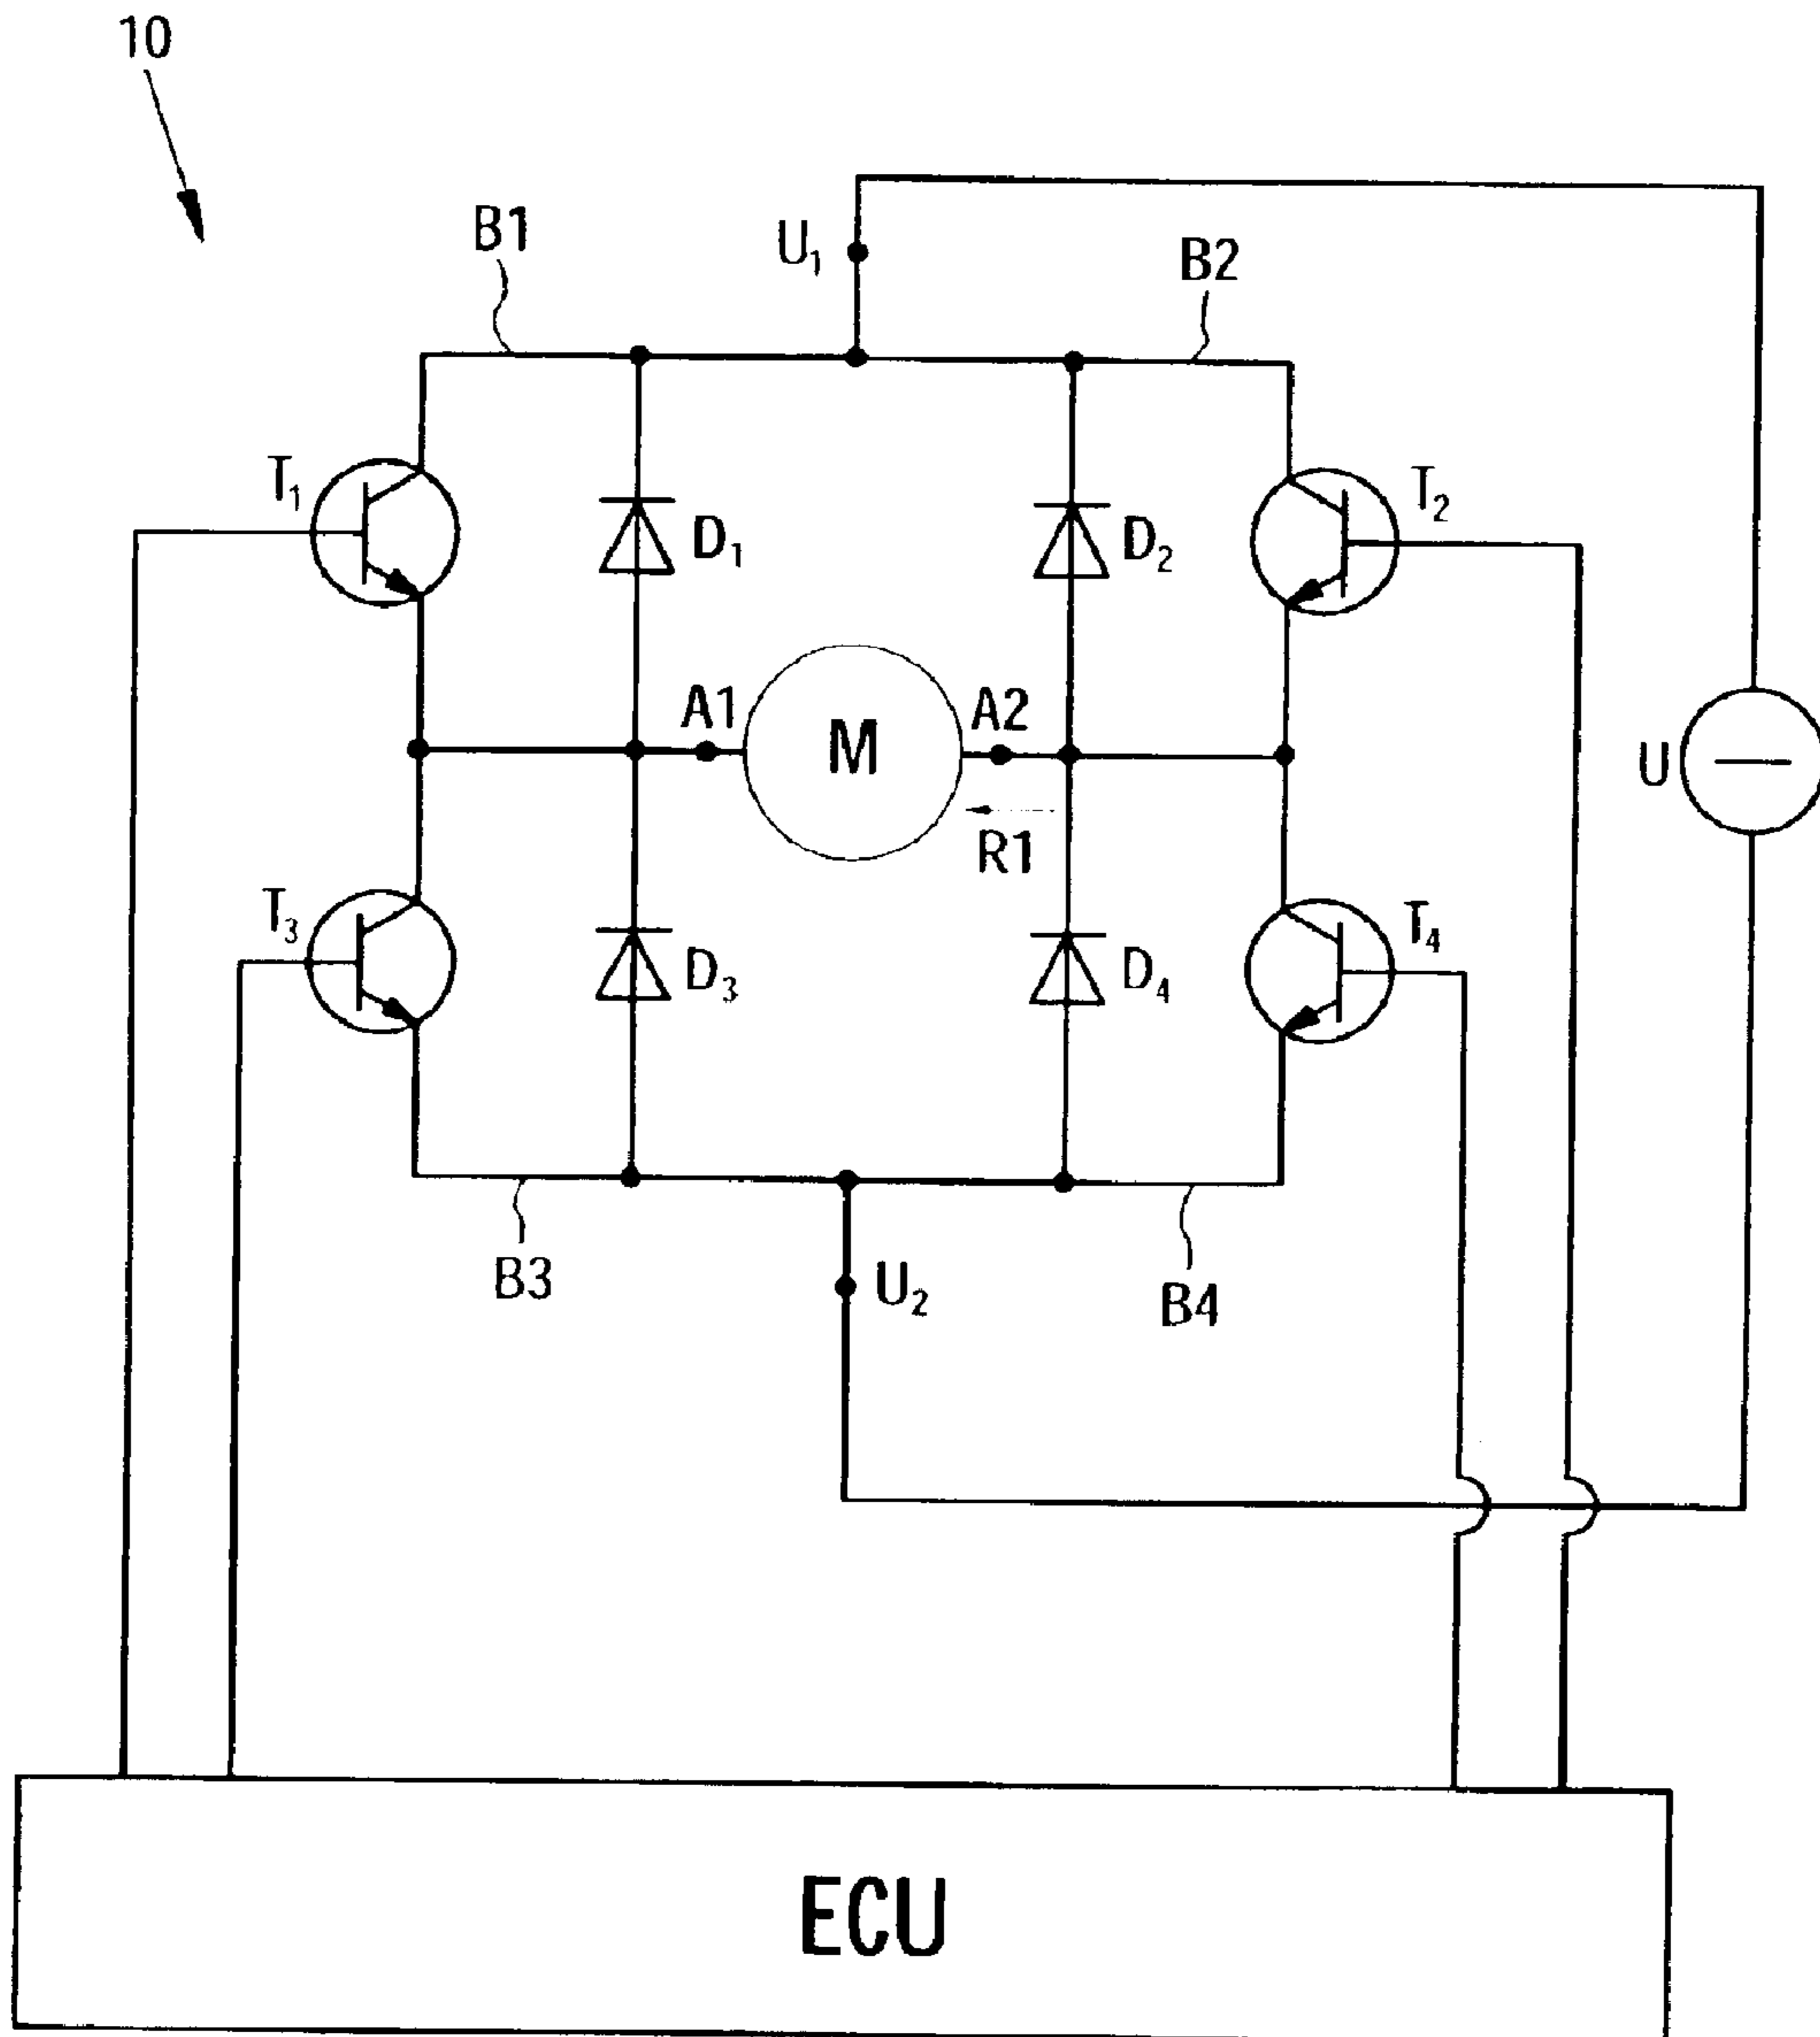 10
B1
U₁
B2
T₁
D₁
D₂
T₂
A1
M
A2
U
R1
T₃
D₃
D₄
T₄
B3
U₂
B4
ECU